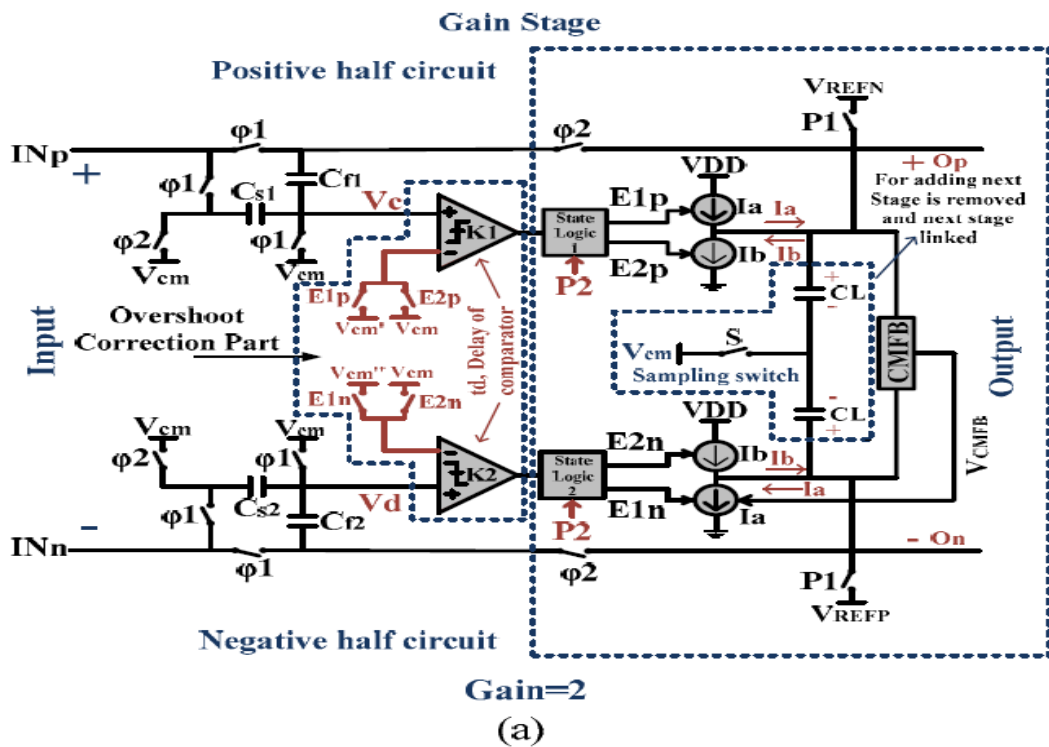 Gain Stage
Positive half circuit
VREFN
P1
φ1
φ2
INp
+
+ Op
φ1
Cf1
VDD
For adding next
Stage is removed
and next stage
linked
Cs1
Vc
+
K1
-
E1p
Ia
Ia
φ2
φ1
State
Logic
1
Ib
Ib
Vcm
Vcm
E2p
P2
+
CL
-
E1p
E2p
Vcm'
Vcm
Input
Overshoot
Correction Part
td, Delay of
comparator
Vcm
S
Sampling switch
CMFB
Output
Vcm''
Vcm
E1n
E2n
-
CL
+
VDD
VCMFB
Vcm
Vcm
φ2
φ1
-
K2
+
State
Logic
2
E2n
Ib
Ib
Cs2
Vd
E1n
Ia
Ia
φ1
Cf2
P2
-
INn
- On
φ1
φ2
P1
VREFP
Negative half circuit
Gain=2
(a)